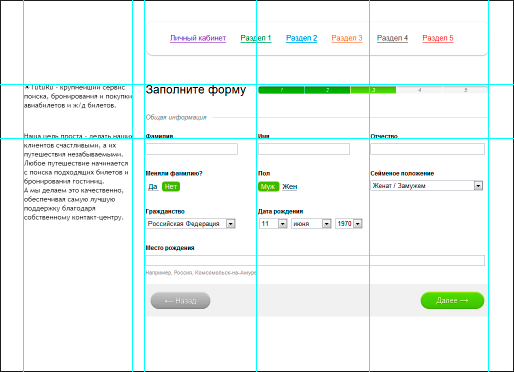 Личный кабинет Раздел 1 Раздел 2 Раздел 3 Раздел 4 Раздел 5
Tutuku - крупнейший сервис
поиска, бронирования и покупки
авиабилетов и ж/д билетов.
Наша цель проста - делать наших
клиентов счастливыми, а их
путешествия незабываемыми.
Любое путешествие начинается
с поиска подходящих билетов и
бронирования гостиниц.
А мы делаем это качественно,
обеспечивая самую лучшую
поддержку благодаря
собственному контакт-центру.
Заполните форму
1 2 3 4 5
Общая информация
Фамилия Имя Отчество
Меняли фамилию? Пол Сейменое положение
Да Нет Муж Жен Женат / Замужем
Гражданство Дата рождения
Российская Федерация 11 июня 1970
Место рождения
Например, Россия, Комсомольск-на-Амуре
← Назад Далее →